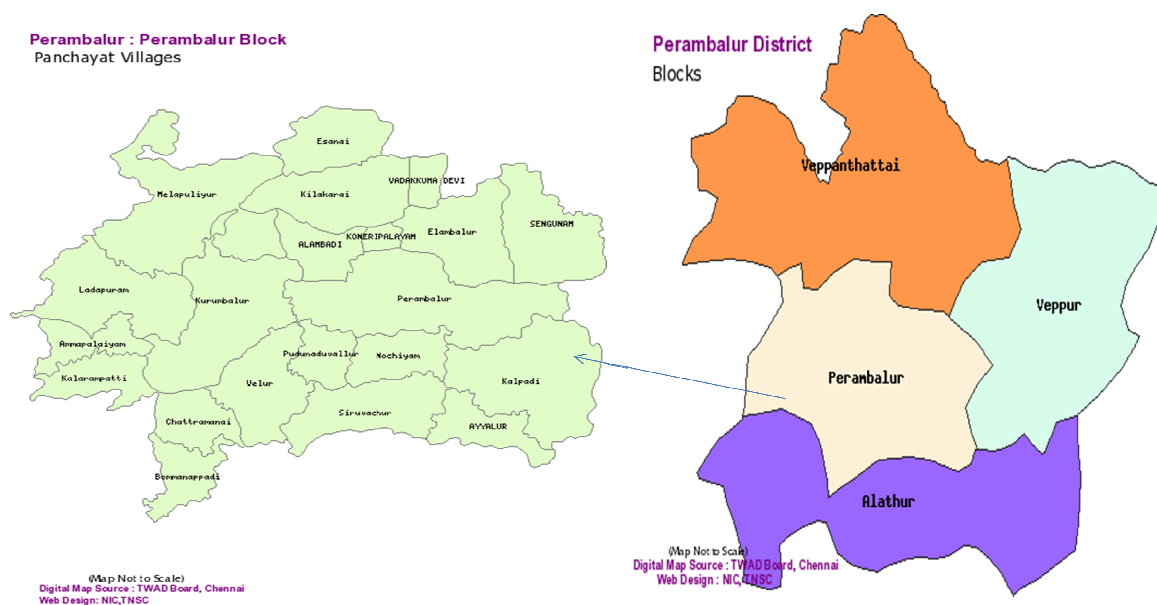 Perambalur : Perambalur Block
Panchayat Villages
Esanai
VADAKKUMA DEVI
Melapuliyur
Kilakarai
SENGUNAM
Elambalur
KONERIPALAYAM
ALAMBADI
Ladapuram
Kurumbalur
Perambalur
Ammapalaiyam
Pudunaduvallur
Nochiyam
Kalarampatti
Velur
Kalpadi
Siruvachur
Chattramanai
AYYALUR
Bommanappadi
(Map Not to Scale)
Digital Map Source : TWAD Board, Chennai
Web Design: NIC,TNSC
Perambalur District
Blocks
Veppanthattai
Veppur
Perambalur
Alathur
(Map Not to Scale)
Digital Map Source : TWAD Board, Chennai
Web Design : NIC, TNSC